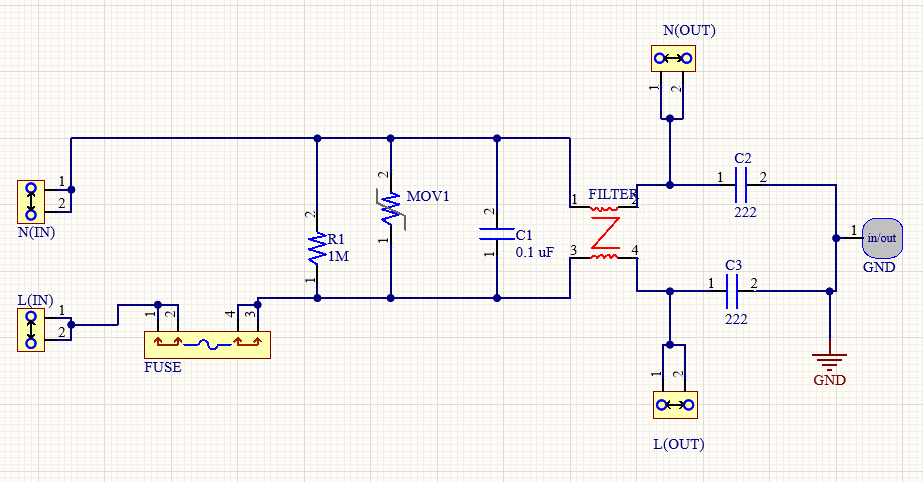 N(OUT)
1 2
C2
1 2
222
1
2
N(IN)
2
1
R1
1M
2
1
MOV1
2
1
C1
0.1 uF
FILTER
1 2
3 4
1
in/out
GND
C3
1 2
222
L(IN)
1
2
1 2 4 3
FUSE
GND
1 2
L(OUT)